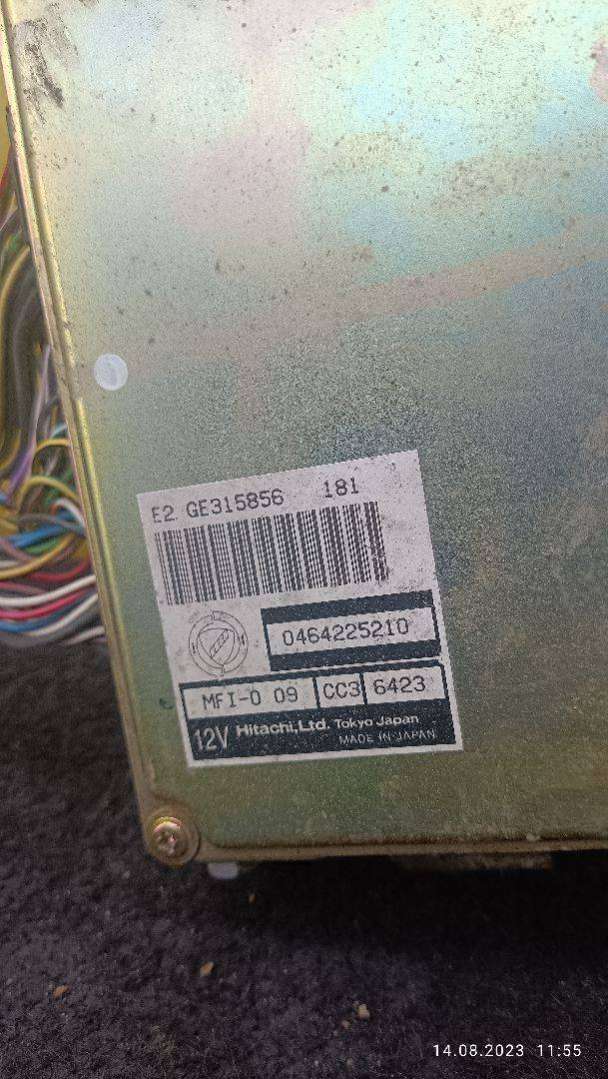 E2 GE315856 181
0464225210
MFI-0 09 CC3 6423
12V Hitachi,Ltd. Tokyo Japan
MADE IN JAPAN
14.08.2023 11:55